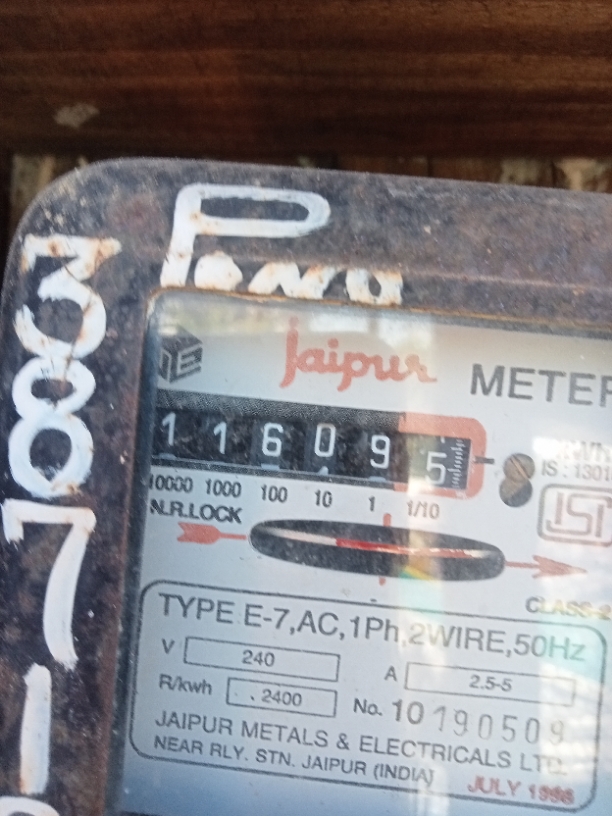 Pawa
3871
Jaipur METER
1 1 6 0 9 5
10000 1000 100 10 1 1/10
IS : 1301
N.R.LOCK
ISI
CLASS-2
TYPE E-7,AC,1Ph,2WIRE,50Hz
V 240 A 2.5-5
R/kwh 2400 No. 10190509
JAIPUR METALS & ELECTRICALS LTD.
NEAR RLY. STN. JAIPUR (INDIA)
JULY 1998